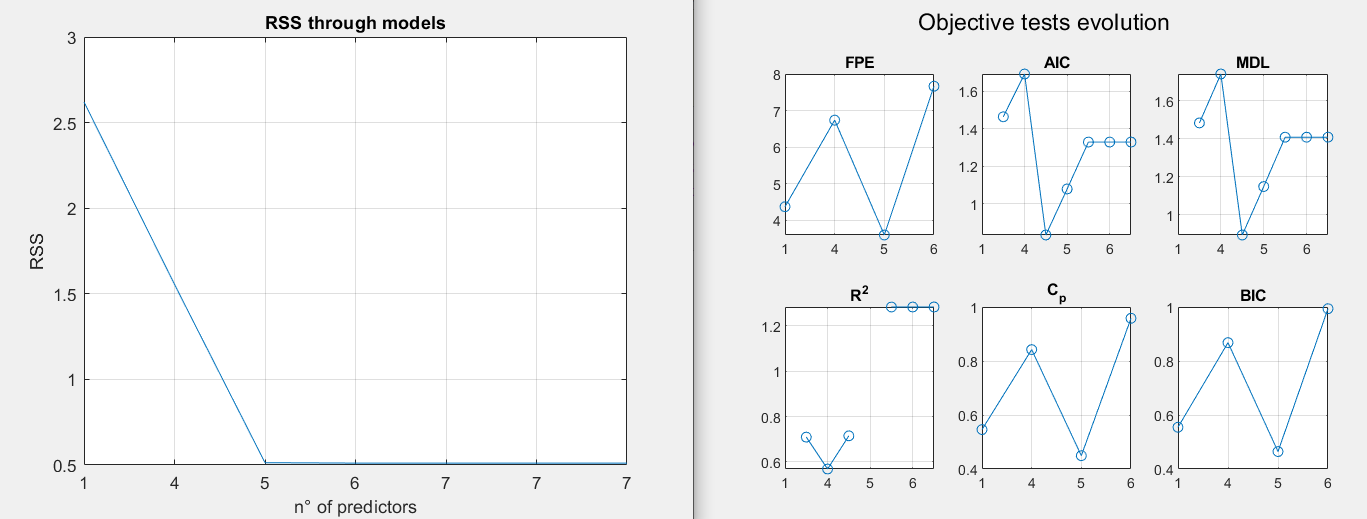 RSS through models
3
2.5
2
1.5
1
0.5
RSS
1 4 5 6 7 7 7
n° of predictors
Objective tests evolution
FPE
8
7
6
5
4
1 4 5 6
AIC
1.6
1.4
1.2
1
1 4 5 6
MDL
1.6
1.4
1.2
1
1 4 5 6
R²
1.2
1
0.8
0.6
1 4 5 6
Cp
1
0.8
0.6
0.4
1 4 5 6
BIC
1
0.8
0.6
0.4
1 4 5 6